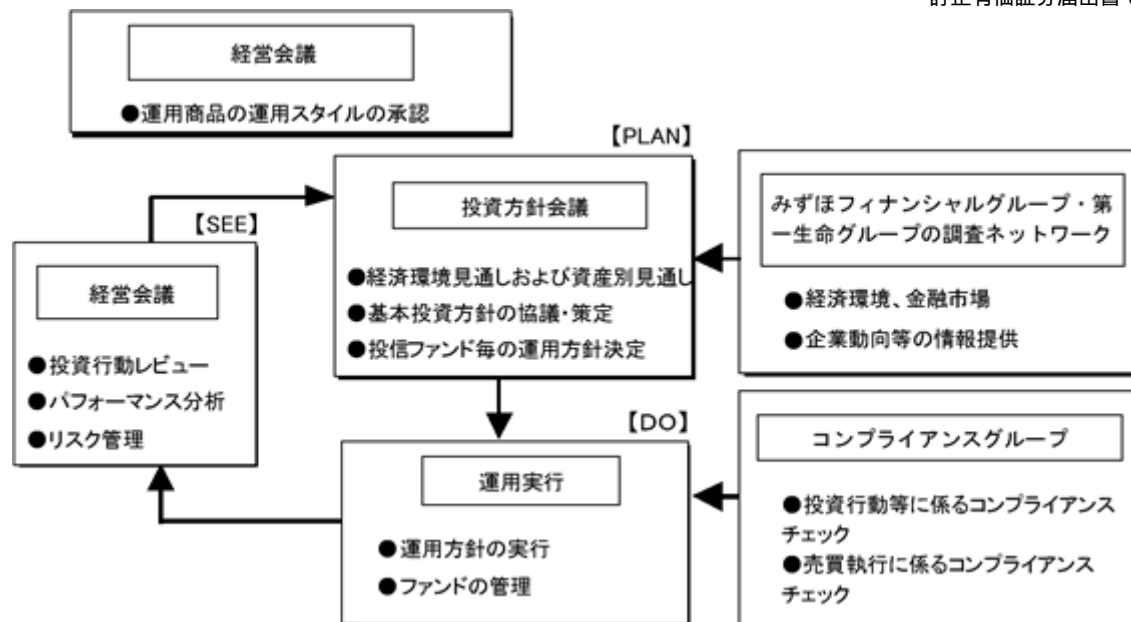 経営会議
●運用商品の運用スタイルの承認
【PLAN】
投資方針会議
●経済環境見通しおよび資産別見通し
●基本投資方針の協議・策定
●投信ファンド毎の運用方針決定
みずほフィナンシャルグループ・第
一生命グループの調査ネットワーク
●経済環境、金融市場
●企業動向等の情報提供
【SEE】
経営会議
●投資行動レビュー
●パフォーマンス分析
●リスク管理
【DO】
運用実行
●運用方針の実行
●ファンドの管理
コンプライアンスグループ
●投資行動等に係るコンプライアンス
チェック
●売買執行に係るコンプライアンス
チェック